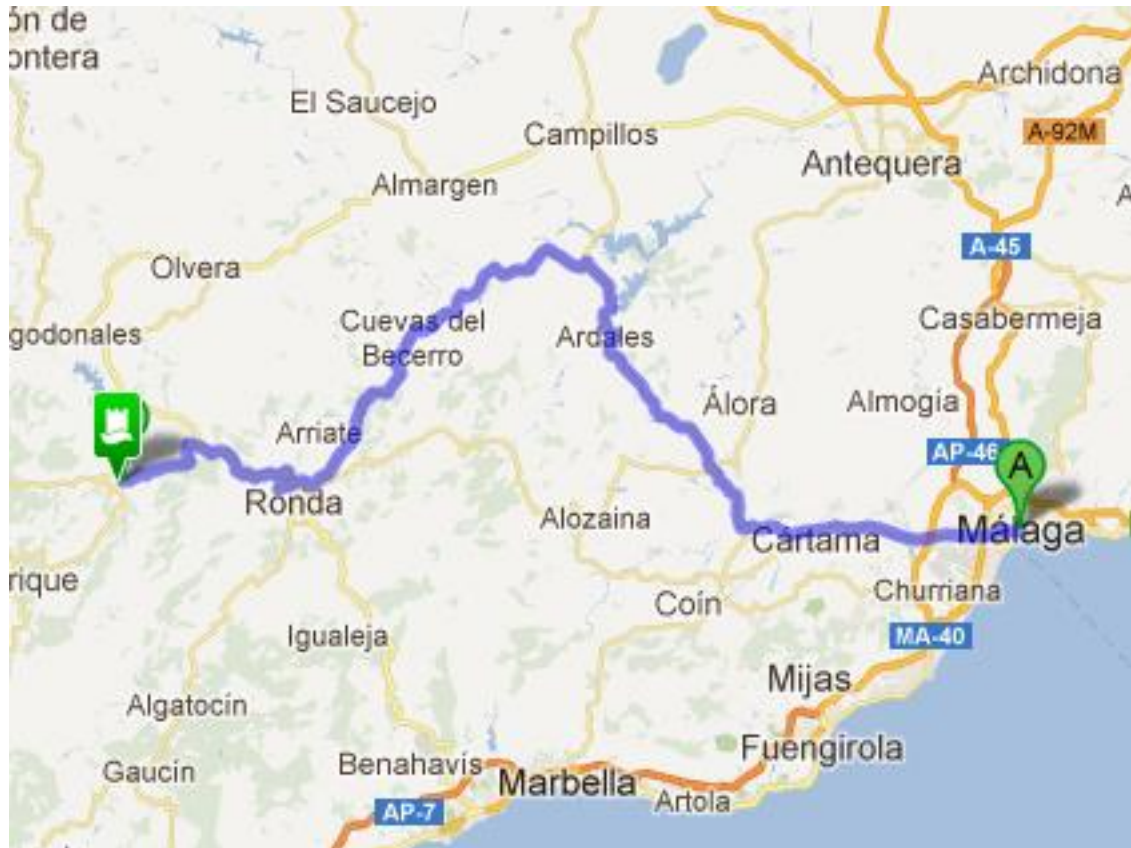 ón de
ontera
Archidona
El Saucejo
Campillos
A-92M
Antequera
Almargen
A
A-45
Olvera
Casabermeja
godonales
Cuevas del
Becerro
Ardales
Álora
Almogía
Arriate
AP-46
A
Ronda
Alozaina
Cártama
Málaga
rique
Churriana
Coín
Igualeja
MA-40
Mijas
Algatocín
Fuengirola
Benahavís
Gaucín
Marbella
Artola
AP-7